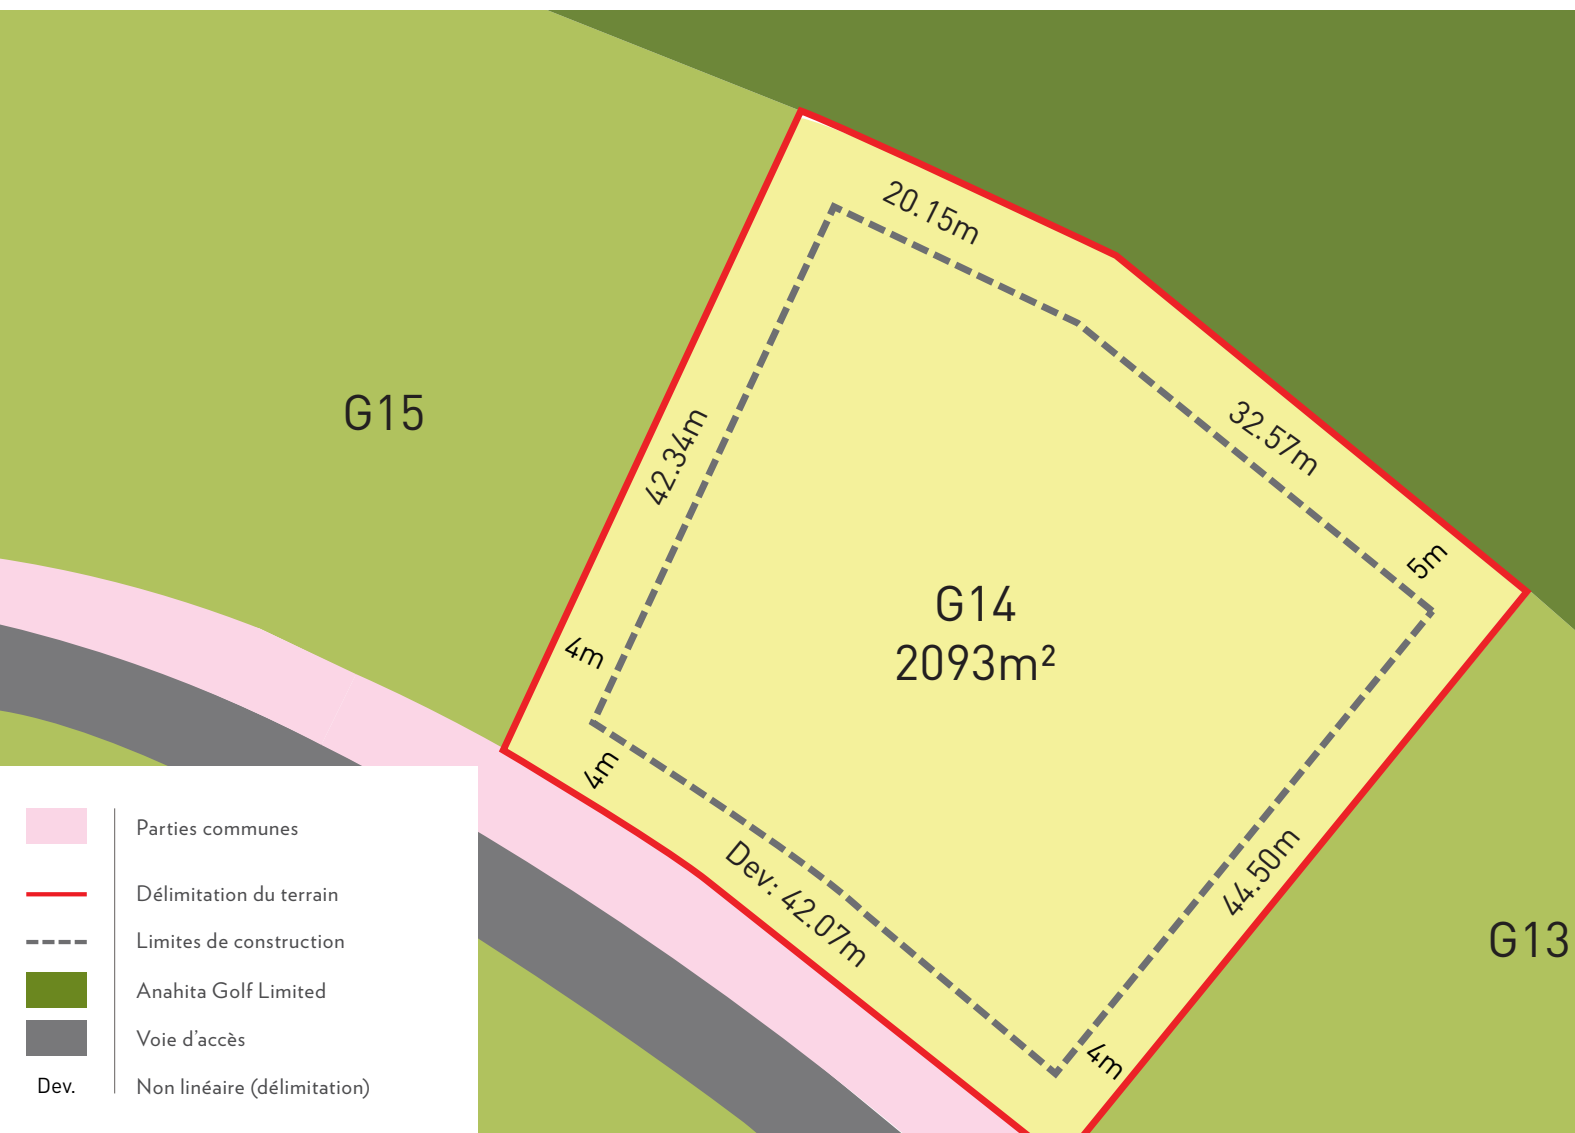 20.15m
32.57m
G15
42.34m
5m
G14
2093m²
4m
4m
Dev: 42.07m
44.50m
G13
4m
Parties communes
Délimitation du terrain
Limites de construction
Anahita Golf Limited
Voie d'accès
Dev. Non linéaire (délimitation)